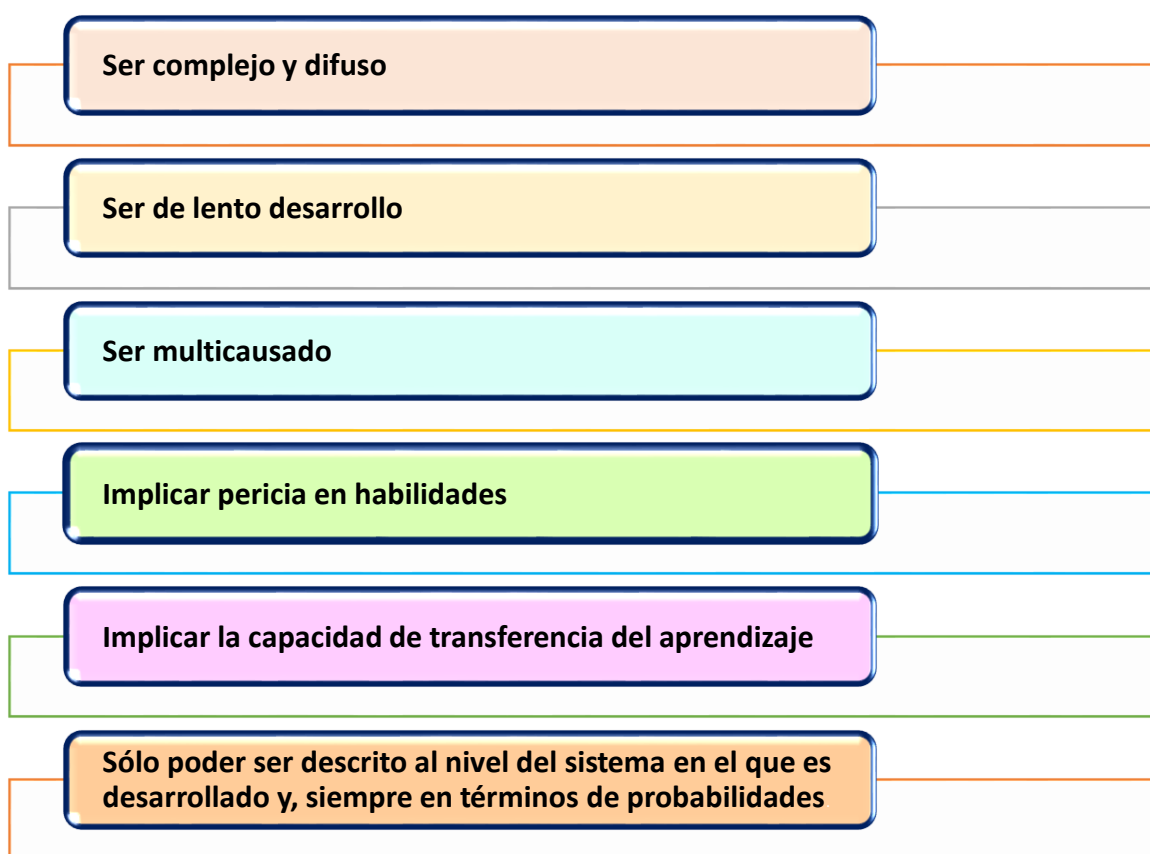 Ser complejo y difuso
Ser de lento desarrollo
Ser multicausado
Implicar pericia en habilidades
Implicar la capacidad de transferencia del aprendizaje
Sólo poder ser descrito al nivel del sistema en el que es
desarrollado y, siempre en términos de probabilidades.